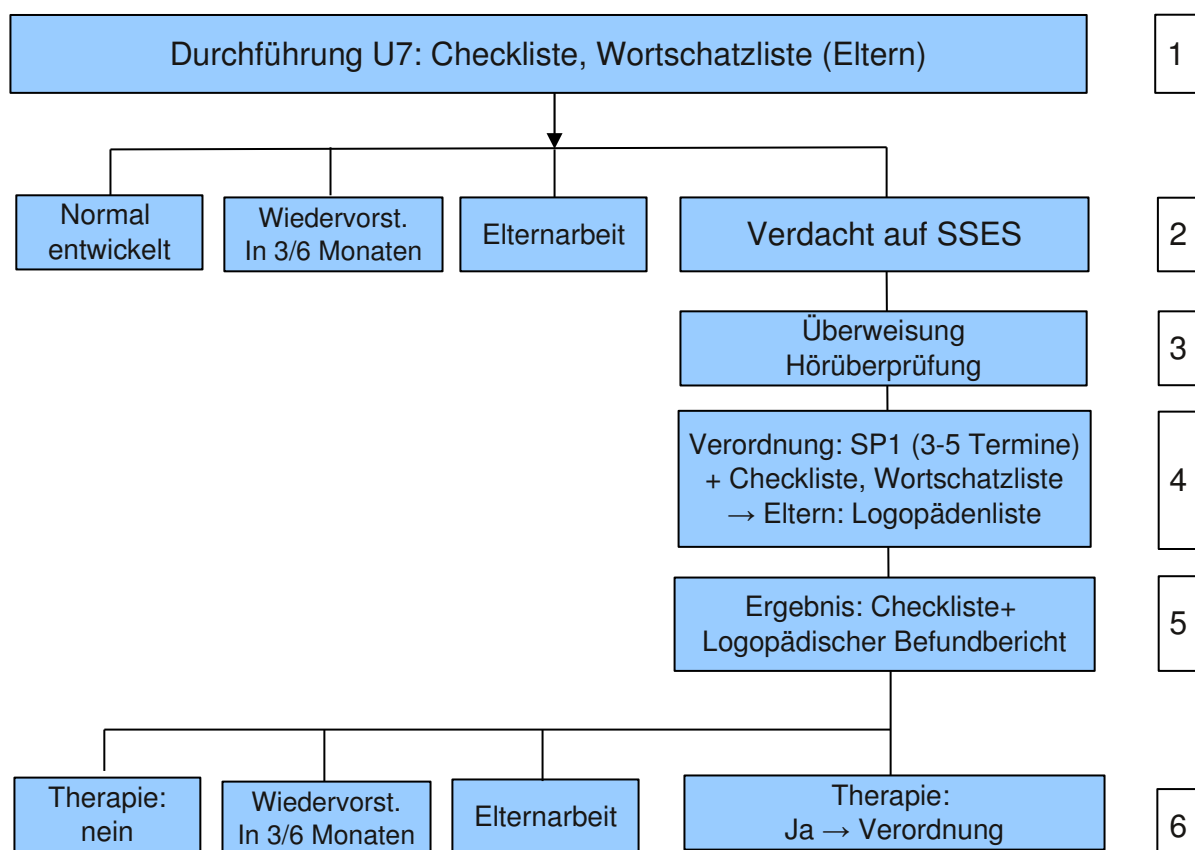 Durchführung U7: Checkliste, Wortschatzliste (Eltern)
1
Normal
entwickelt
Wiedervorst.
In 3/6 Monaten
Elternarbeit
Verdacht auf SSES
2
Überweisung
Hörüberprüfung
3
Verordnung: SP1 (3-5 Termine)
+ Checkliste, Wortschatzliste
→ Eltern: Logopädenliste
4
Ergebnis: Checkliste+
Logopädischer Befundbericht
5
Therapie:
nein
Wiedervorst.
In 3/6 Monaten
Elternarbeit
Therapie:
Ja → Verordnung
6